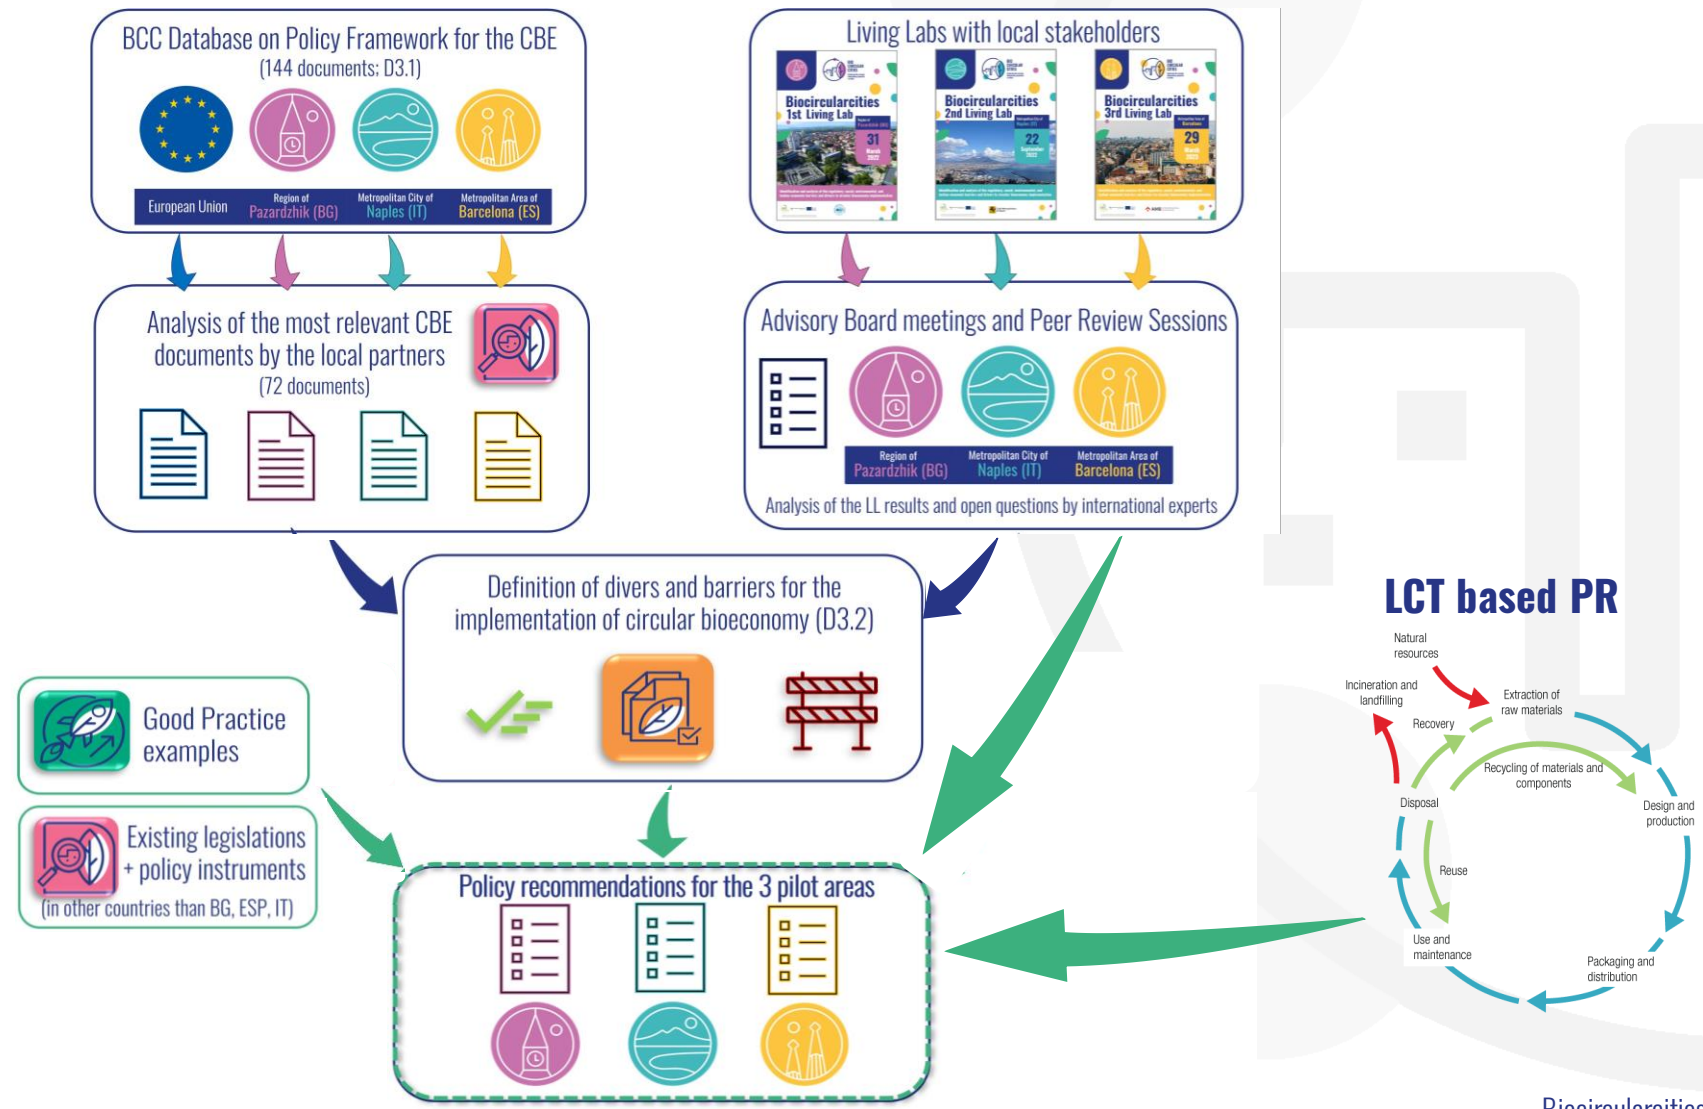 BCC Database on Policy Framework for the CBE
(144 documents; D3.1)
European Union
Region of
Pazardzhik (BG)
Metropolitan City of
Naples (IT)
Metropolitan Area of
Barcelona (ES)
Living Labs with local stakeholders
Biocircularcities
1st Living Lab
31
March
2022
Biocircularcities
2nd Living Lab
22
September
2022
Biocircularcities
3rd Living Lab
29
March
Analysis of the most relevant CBE
documents by the local partners
(72 documents)
Advisory Board meetings and Peer Review Sessions
Region of
Pazardzhik (BG)
Metropolitan City of
Naples (IT)
Metropolitan Area of
Barcelona (ES)
Analysis of the LL results and open questions by international experts
Definition of divers and barriers for the
implementation of circular bioeconomy (D3.2)
Good Practice
examples
Existing legislations
+ policy instruments
(in other countries than BG, ESP, IT)
Policy recommendations for the 3 pilot areas
LCT based PR
Natural
resources
Incineration and
landfilling
Extraction of
raw materials
Recovery
Recycling of materials and
components
Disposal
Design and
production
Reuse
Use and
maintenance
Packaging and
distribution
Biocircularcities